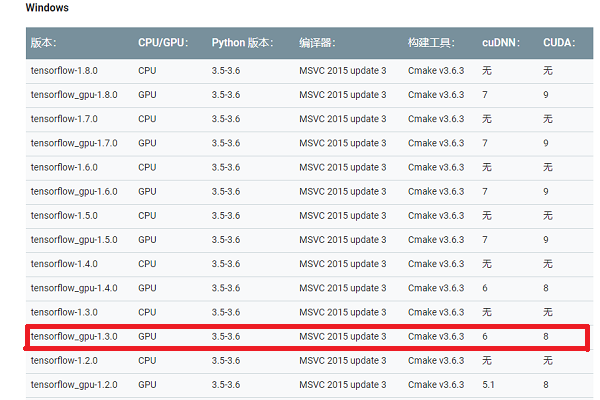 Windows
版本： CPU/GPU： Python 版本： 编译器： 构建工具： cuDNN： CUDA：
tensorflow-1.8.0 CPU 3.5-3.6 MSVC 2015 update 3 Cmake v3.6.3 无 无
tensorflow_gpu-1.8.0 GPU 3.5-3.6 MSVC 2015 update 3 Cmake v3.6.3 7 9
tensorflow-1.7.0 CPU 3.5-3.6 MSVC 2015 update 3 Cmake v3.6.3 无 无
tensorflow_gpu-1.7.0 GPU 3.5-3.6 MSVC 2015 update 3 Cmake v3.6.3 7 9
tensorflow-1.6.0 CPU 3.5-3.6 MSVC 2015 update 3 Cmake v3.6.3 无 无
tensorflow_gpu-1.6.0 GPU 3.5-3.6 MSVC 2015 update 3 Cmake v3.6.3 7 9
tensorflow-1.5.0 CPU 3.5-3.6 MSVC 2015 update 3 Cmake v3.6.3 无 无
tensorflow_gpu-1.5.0 GPU 3.5-3.6 MSVC 2015 update 3 Cmake v3.6.3 7 9
tensorflow-1.4.0 CPU 3.5-3.6 MSVC 2015 update 3 Cmake v3.6.3 无 无
tensorflow_gpu-1.4.0 GPU 3.5-3.6 MSVC 2015 update 3 Cmake v3.6.3 6 8
tensorflow-1.3.0 CPU 3.5-3.6 MSVC 2015 update 3 Cmake v3.6.3 无 无
tensorflow_gpu-1.3.0 GPU 3.5-3.6 MSVC 2015 update 3 Cmake v3.6.3 6 8
tensorflow-1.2.0 CPU 3.5-3.6 MSVC 2015 update 3 Cmake v3.6.3 无 无
tensorflow_gpu-1.2.0 GPU 3.5-3.6 MSVC 2015 update 3 Cmake v3.6.3 5.1 8